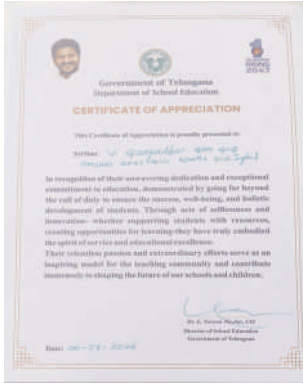 RISING
2047
Government of Telangana
Department of School Education
CERTIFICATE OF APPRECIATION
This Certificate of Appreciation is proudly presented to
Sri/Smt.
In recognition of their unwavering dedication and exceptional
commitment to education, demonstrated by going far beyond
the call of duty to ensure the success, well-being, and holistic
development of students. Through acts of selflessness and
innovation- whether supporting students with resources,
creating opportunities for learning-they have truly embodied
the spirit of service and educational excellence.
Their relentless passion and extraordinary efforts serve as an
inspiring model for the teaching community and contribute
immensely to shaping the future of our schools and children.
Director of School Education
Government of Telangana
Date: